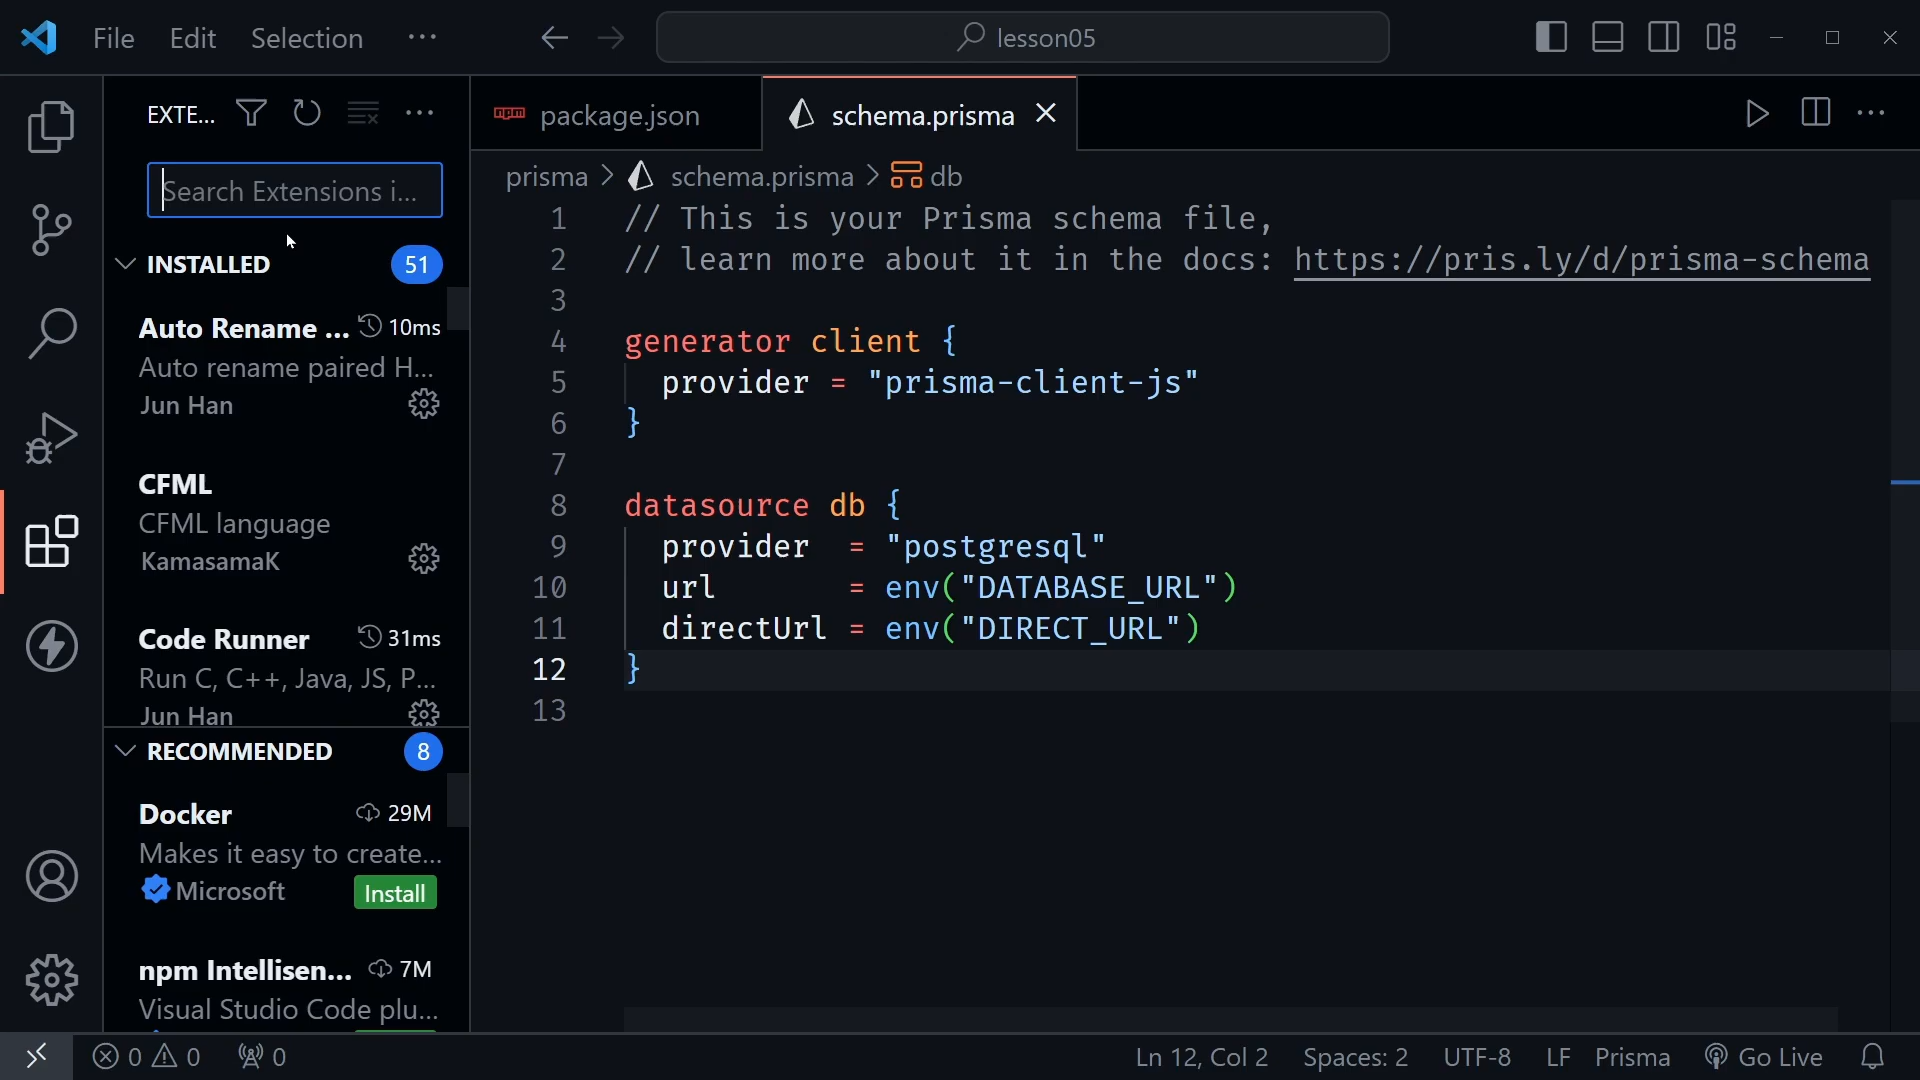 File Edit Selection ···
lesson05
EXTE...
Search Extensions i...
INSTALLED 51
Auto Rename ... 10ms
Auto rename paired H...
Jun Han
CFML
CFML language
KamasamaK
Code Runner 31ms
Run C, C++, Java, JS, P...
Jun Han
RECOMMENDED 8
Docker 29M
Makes it easy to create...
Microsoft Install
npm Intellisen... 7M
Visual Studio Code plu...
package.json schema.prisma
prisma > schema.prisma > db
1 // This is your Prisma schema file,
2 // learn more about it in the docs: https://pris.ly/d/prisma-schema
3
4 generator client {
5 provider = "prisma-client-js"
6 }
7
8 datasource db {
9 provider = "postgresql"
10 url = env("DATABASE_URL")
11 directUrl = env("DIRECT_URL")
12 }
13
0 0 0 Ln 12, Col 2 Spaces: 2 UTF-8 LF Prisma Go Live